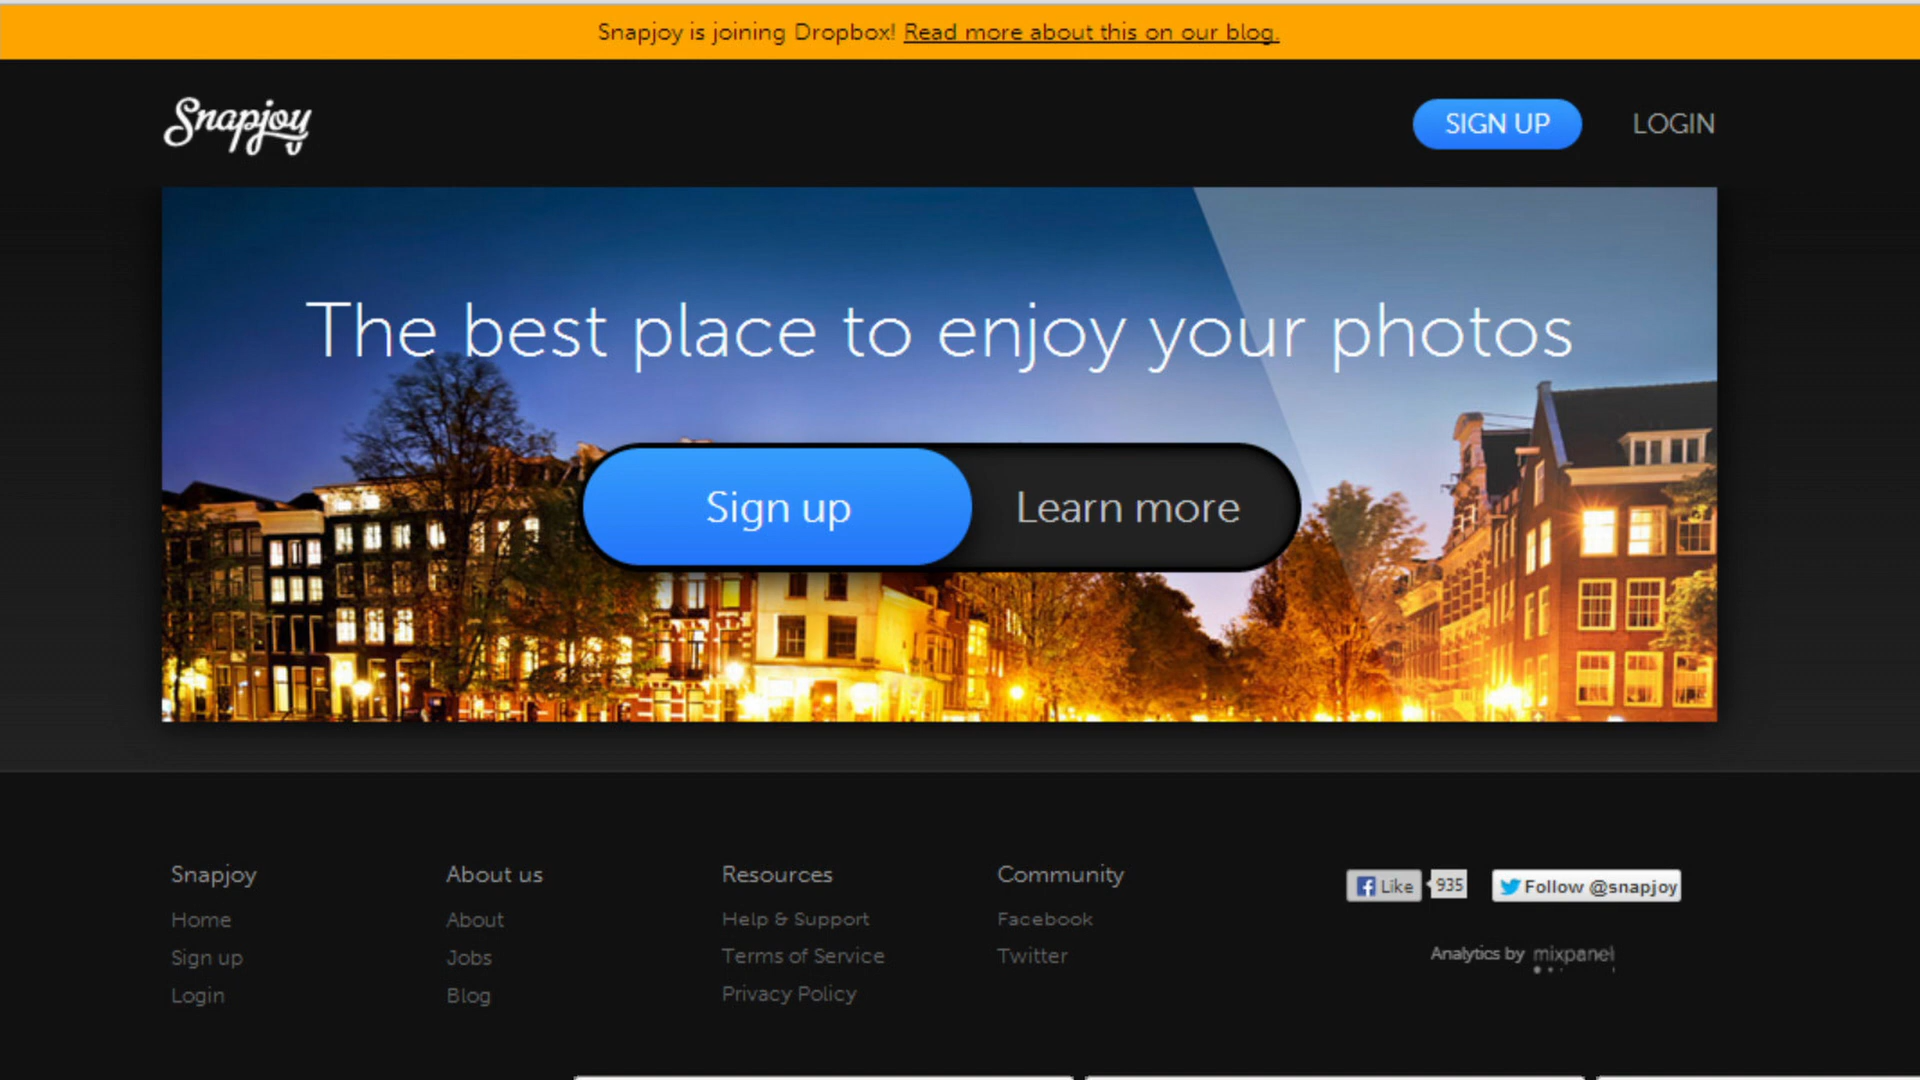 Snapjoy is joining Dropbox! Read more about this on our blog.
Snapjoy
SIGN UP
LOGIN
The best place to enjoy your photos
Sign up
Learn more
Snapjoy
Home
Sign up
Login
About us
About
Jobs
Blog
Resources
Help & Support
Terms of Service
Privacy Policy
Community
Facebook
Twitter
Like
935
Follow @snapjoy
Analytics by mixpanel